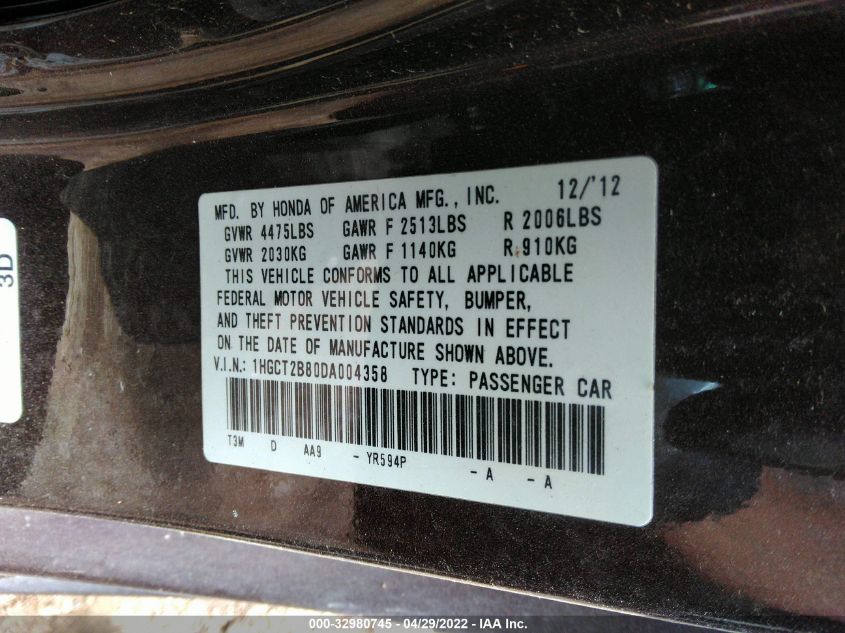 MFD. BY HONDA OF AMERICA MFG., INC. 12/'12
GVWR 4475LBS GAWR F 2513LBS R 2006LBS
GVWR 2030KG GAWR F 1140KG R 910KG
THIS VEHICLE CONFORMS TO ALL APPLICABLE
FEDERAL MOTOR VEHICLE SAFETY, BUMPER,
AND THEFT PREVENTION STANDARDS IN EFFECT
ON THE DATE OF MANUFACTURE SHOWN ABOVE.
V.I.N.: 1HGCT2B80DA004358 TYPE: PASSENGER CAR
T3M D AA9 - YR594P - A - A
3D
000-32980745 - 04/29/2022 - IAA Inc.